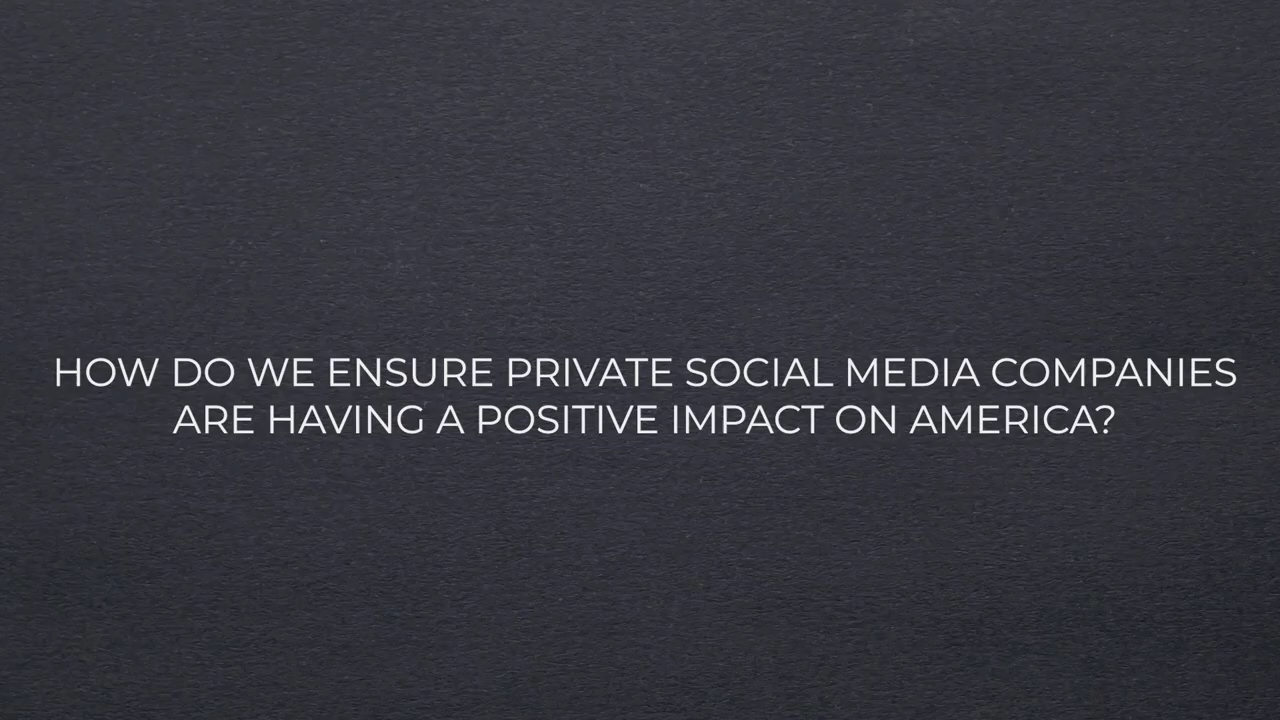 HOW DO WE ENSURE PRIVATE SOCIAL MEDIA COMPANIES
ARE HAVING A POSITIVE IMPACT ON AMERICA?